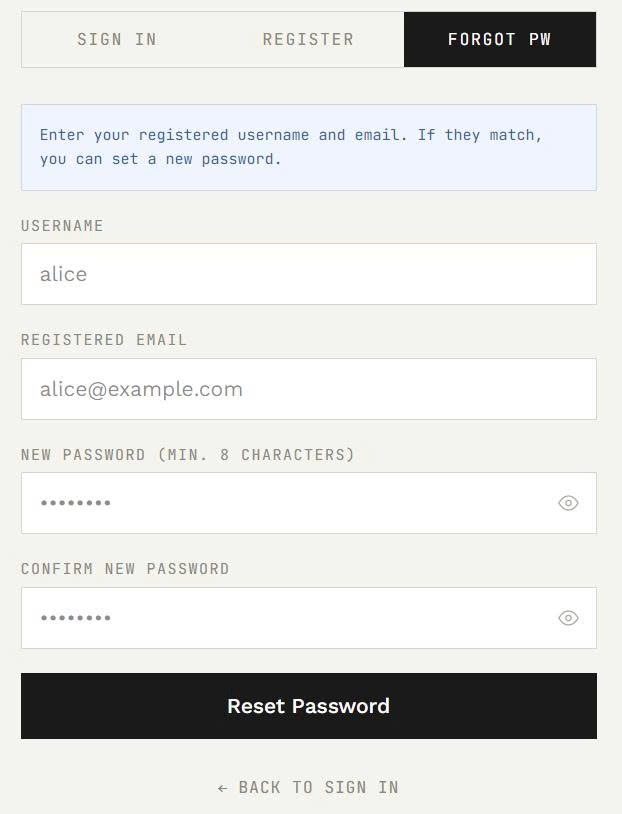 SIGN IN
REGISTER
FORGOT PW
Enter your registered username and email. If they match,
you can set a new password.
USERNAME
alice
REGISTERED EMAIL
alice@example.com
NEW PASSWORD (MIN. 8 CHARACTERS)
••••••••
CONFIRM NEW PASSWORD
••••••••
Reset Password
← BACK TO SIGN IN